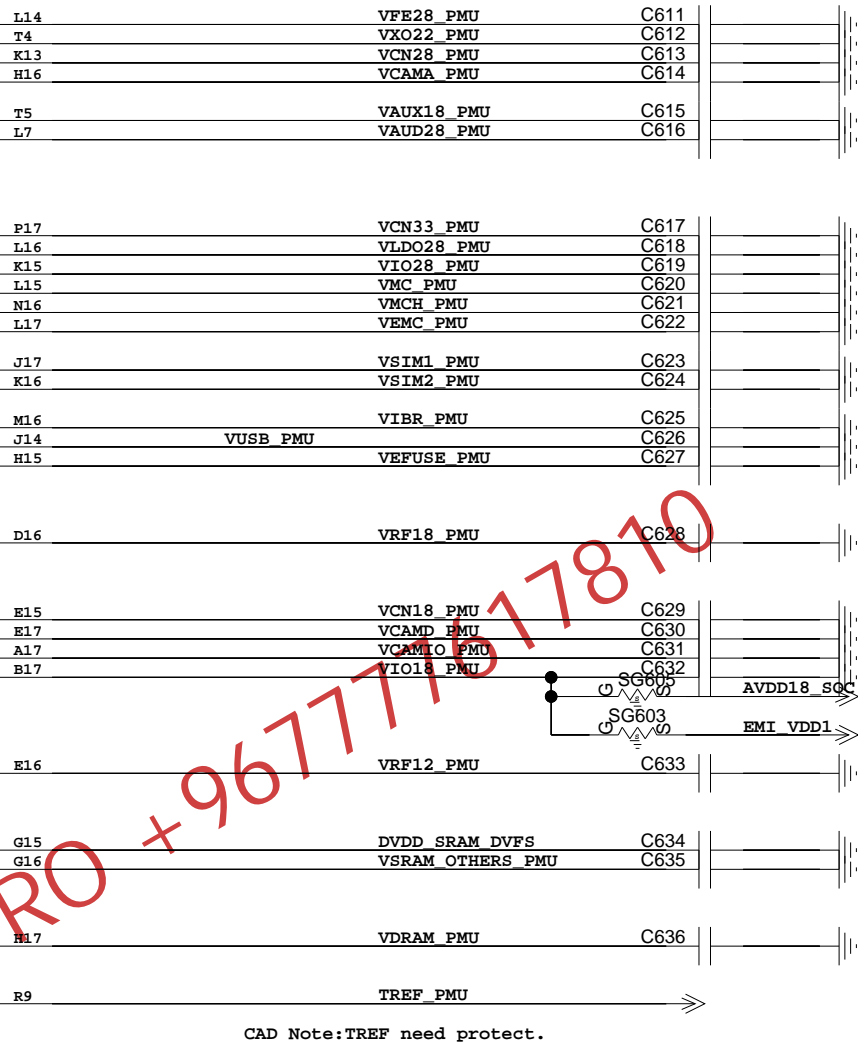 L14 VFE28_PMU C611
T4 VXO22_PMU C612
K13 VCN28_PMU C613
H16 VCAMA_PMU C614
T5 VAUX18_PMU C615
L7 VAUD28_PMU C616
P17 VCN33_PMU C617
L16 VLDO28_PMU C618
K15 VIO28_PMU C619
L15 VMC_PMU C620
N16 VMCH_PMU C621
L17 VEMC_PMU C622
J17 VSIM1_PMU C623
K16 VSIM2_PMU C624
M16 VIBR_PMU C625
J14 VUSB_PMU C626
H15 VEFUSE_PMU C627
D16 VRF18_PMU C628
E15 VCN18_PMU C629
E17 VCAMD_PMU C630
A17 VCAMIO_PMU C631
B17 VIO18_PMU C632
G SG605 S AVDD18_SOC
G SG603 S EMI_VDD1
E16 VRF12_PMU C633
G15 DVDD_SRAM_DVFS C634
G16 VSRAM_OTHERS_PMU C635
H17 VDRAM_PMU C636
R9 TREF_PMU
CAD Note:TREF need protect.
RO +967777617810